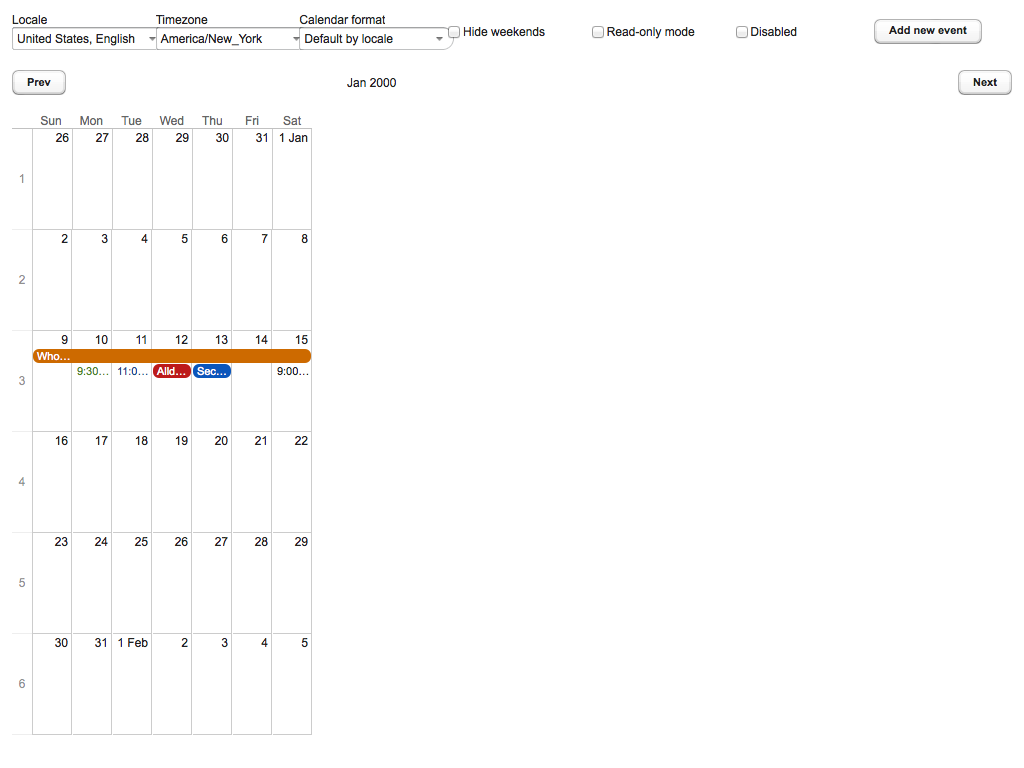 Locale Timezone Calendar format
United States, English America/New_York Default by locale Hide weekends Read-only mode Disabled Add new event
Prev Jan 2000 Next
Sun Mon Tue Wed Thu Fri Sat
26 27 28 29 30 31 1 Jan
1
2 3 4 5 6 7 8
2
9 10 11 12 13 14 15
Who...
9:30... 11:0... Alld... Sec... 9:00...
3
16 17 18 19 20 21 22
4
23 24 25 26 27 28 29
5
30 31 1 Feb 2 3 4 5
6